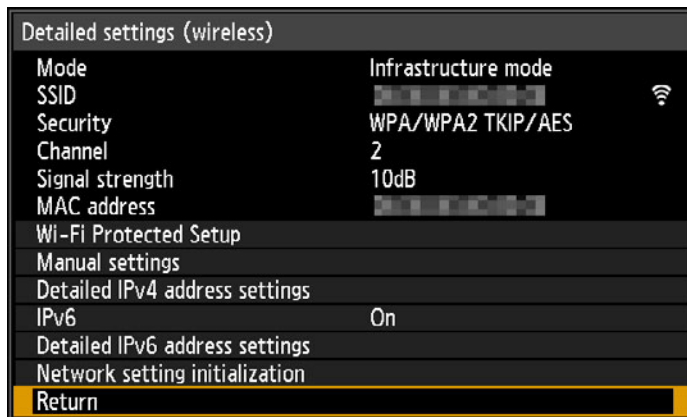 Detailed settings (wireless)
Mode Infrastructure mode
SSID
Security WPA/WPA2 TKIP/AES
Channel 2
Signal strength 10dB
MAC address
Wi-Fi Protected Setup
Manual settings
Detailed IPv4 address settings
IPv6 On
Detailed IPv6 address settings
Network setting initialization
Return